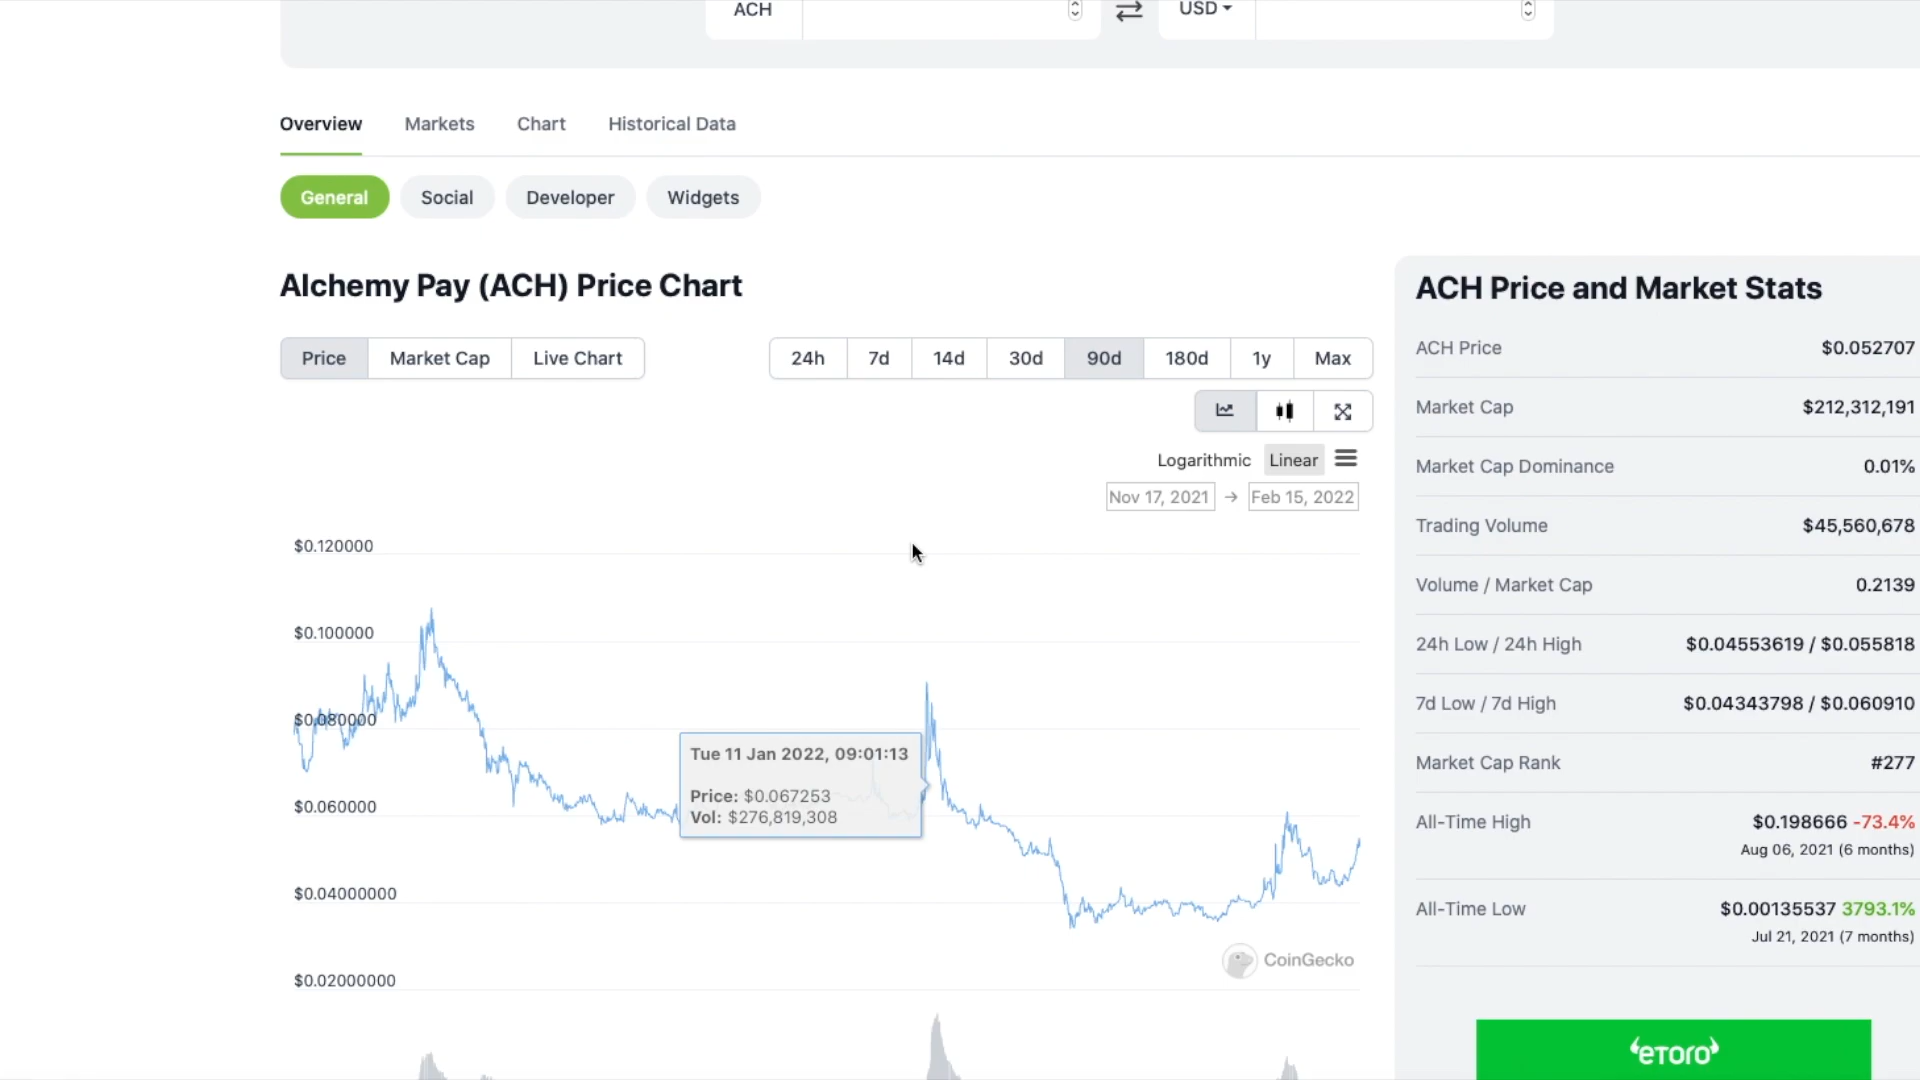 ACH
USD
Overview Markets Chart Historical Data
General Social Developer Widgets
Alchemy Pay (ACH) Price Chart
Price Market Cap Live Chart
24h 7d 14d 30d 90d 180d 1y Max
Logarithmic Linear
Nov 17, 2021 → Feb 15, 2022
$0.120000
$0.100000
$0.080000
$0.060000
$0.04000000
$0.02000000
Tue 11 Jan 2022, 09:01:13
Price: $0.067253
Vol: $276,819,308
CoinGecko
ACH Price and Market Stats
ACH Price $0.052707
Market Cap $212,312,191
Market Cap Dominance 0.01%
Trading Volume $45,560,678
Volume / Market Cap 0.2139
24h Low / 24h High $0.04553619 / $0.055818
7d Low / 7d High $0.04343798 / $0.060910
Market Cap Rank #277
All-Time High $0.198666 -73.4%
Aug 06, 2021 (6 months)
All-Time Low $0.00135537 3793.1%
Jul 21, 2021 (7 months)
eToro